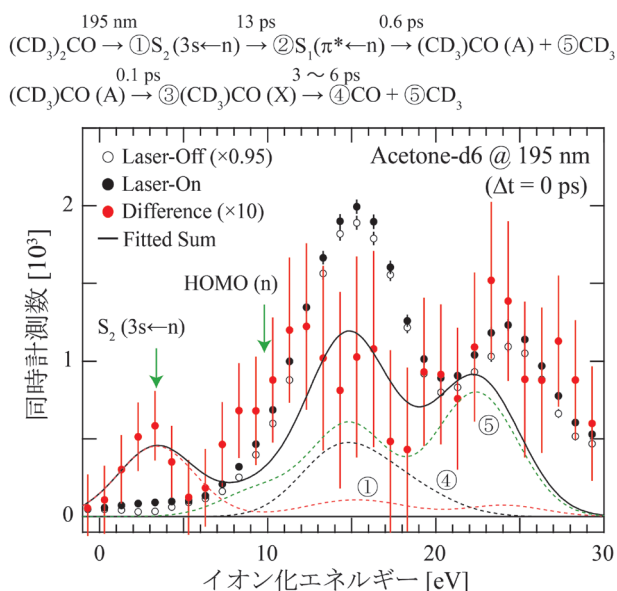 195 nm 13 ps 0.6 ps
(CD₃)₂CO → ①S₂(3s←n) → ②S₁(π*←n) → (CD₃)CO (A) + ⑤CD₃
0.1 ps 3 ～ 6 ps
(CD₃)CO (A) → ③(CD₃)CO (X) → ④CO + ⑤CD₃
Laser-Off (×0.95)
Laser-On
Difference (×10)
Fitted Sum
Acetone-d6 @ 195 nm
(Δt = 0 ps)
HOMO (n)
S₂ (3s←n)
①
④
⑤
同時計測数 [10³]
2
1
0
0 10 20 30
イオン化エネルギー [eV]